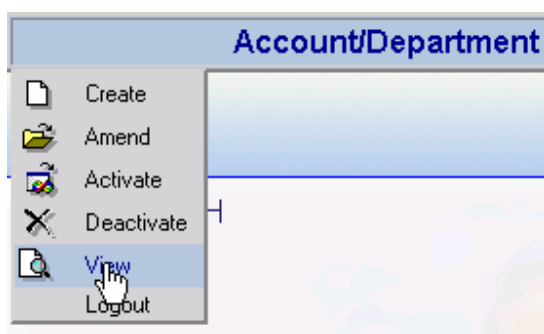 Account/Department
Create
Amend
Activate
Deactivate
View
Logout